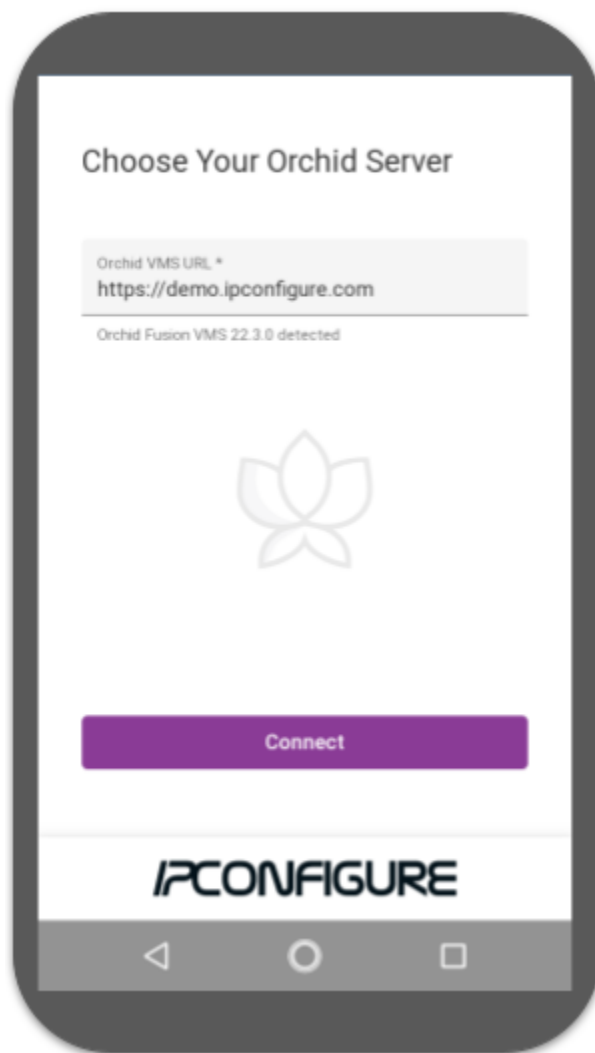 Choose Your Orchid Server
Orchid VMS URL *
https://demo.ipconfigure.com
Orchid Fusion VMS 22.3.0 detected
Connect
IPCONFIGURE